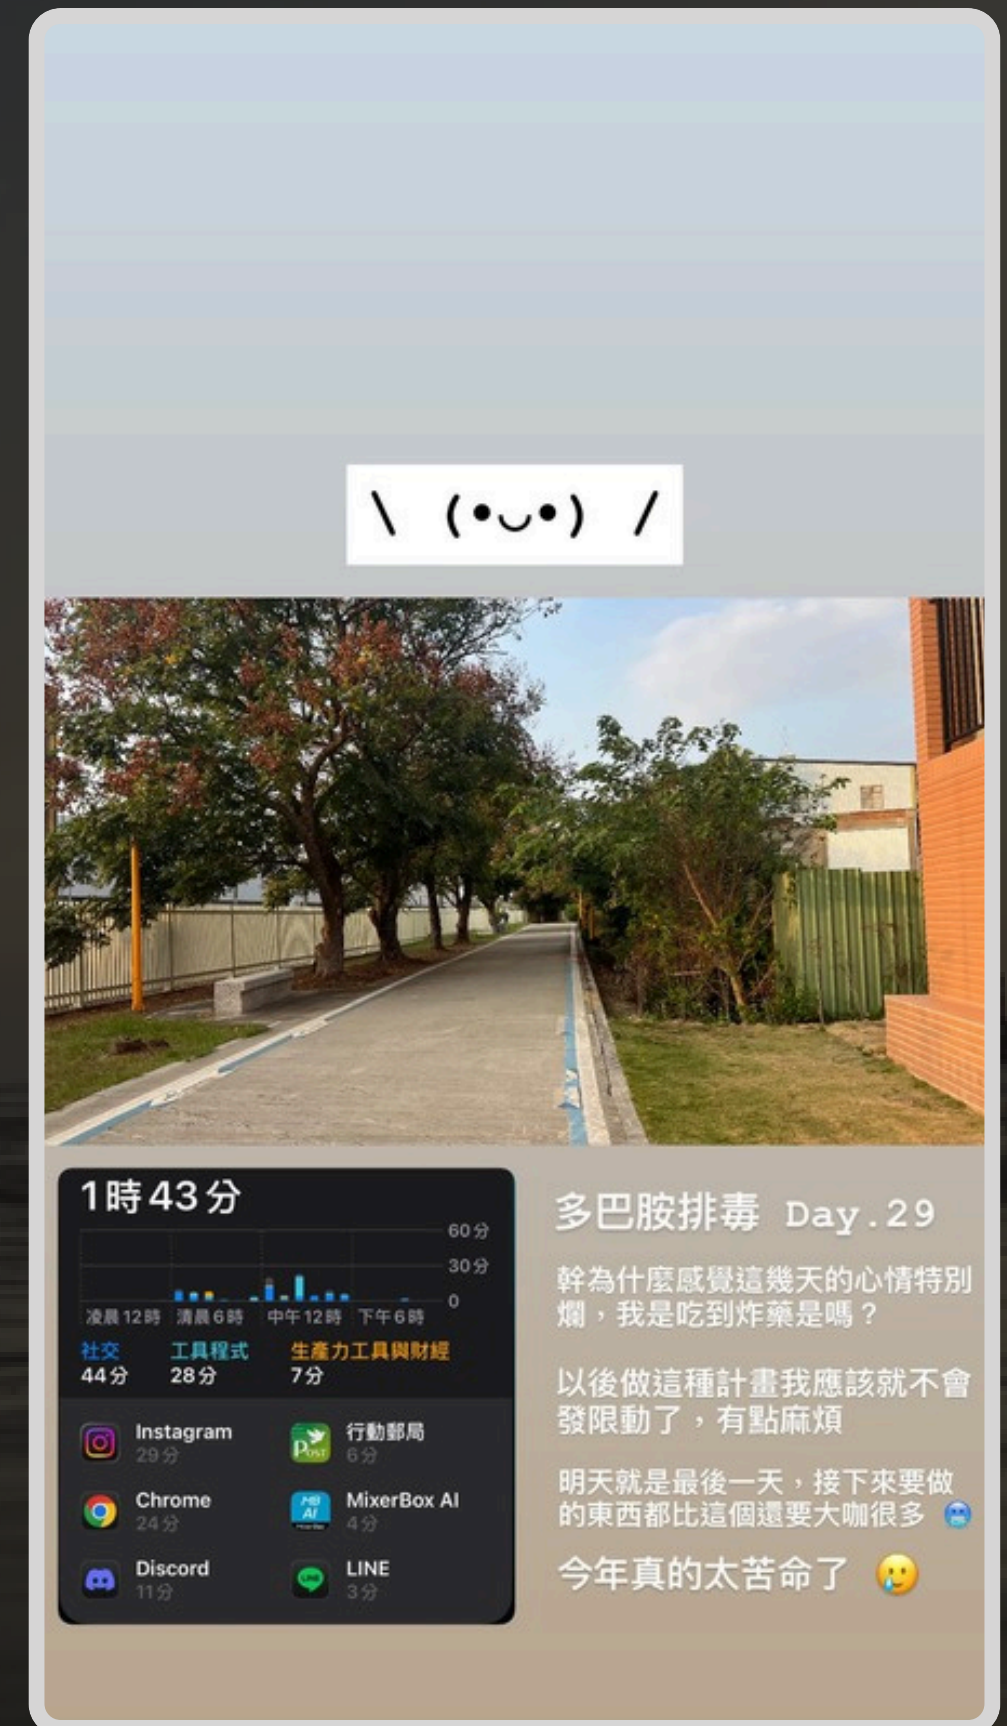 \ (•◡•) /
1時43分
60分
30分
0
凌晨12時 清晨6時 中午12時 下午6時
社交 工具程式 生產力工具與財經
44分 28分 7分
Instagram
29分
行動郵局
6分
Chrome
24分
MixerBox AI
4分
Discord
11分
LINE
3分
多巴胺排毒 Day.29
幹為什麼感覺這幾天的心情特別
爛，我是吃到炸藥是嗎？
以後做這種計畫我應該就不會
發限動了，有點麻煩
明天就是最後一天，接下來要做
的東西都比這個還要大咖很多 🥶
今年真的太苦命了 🥲